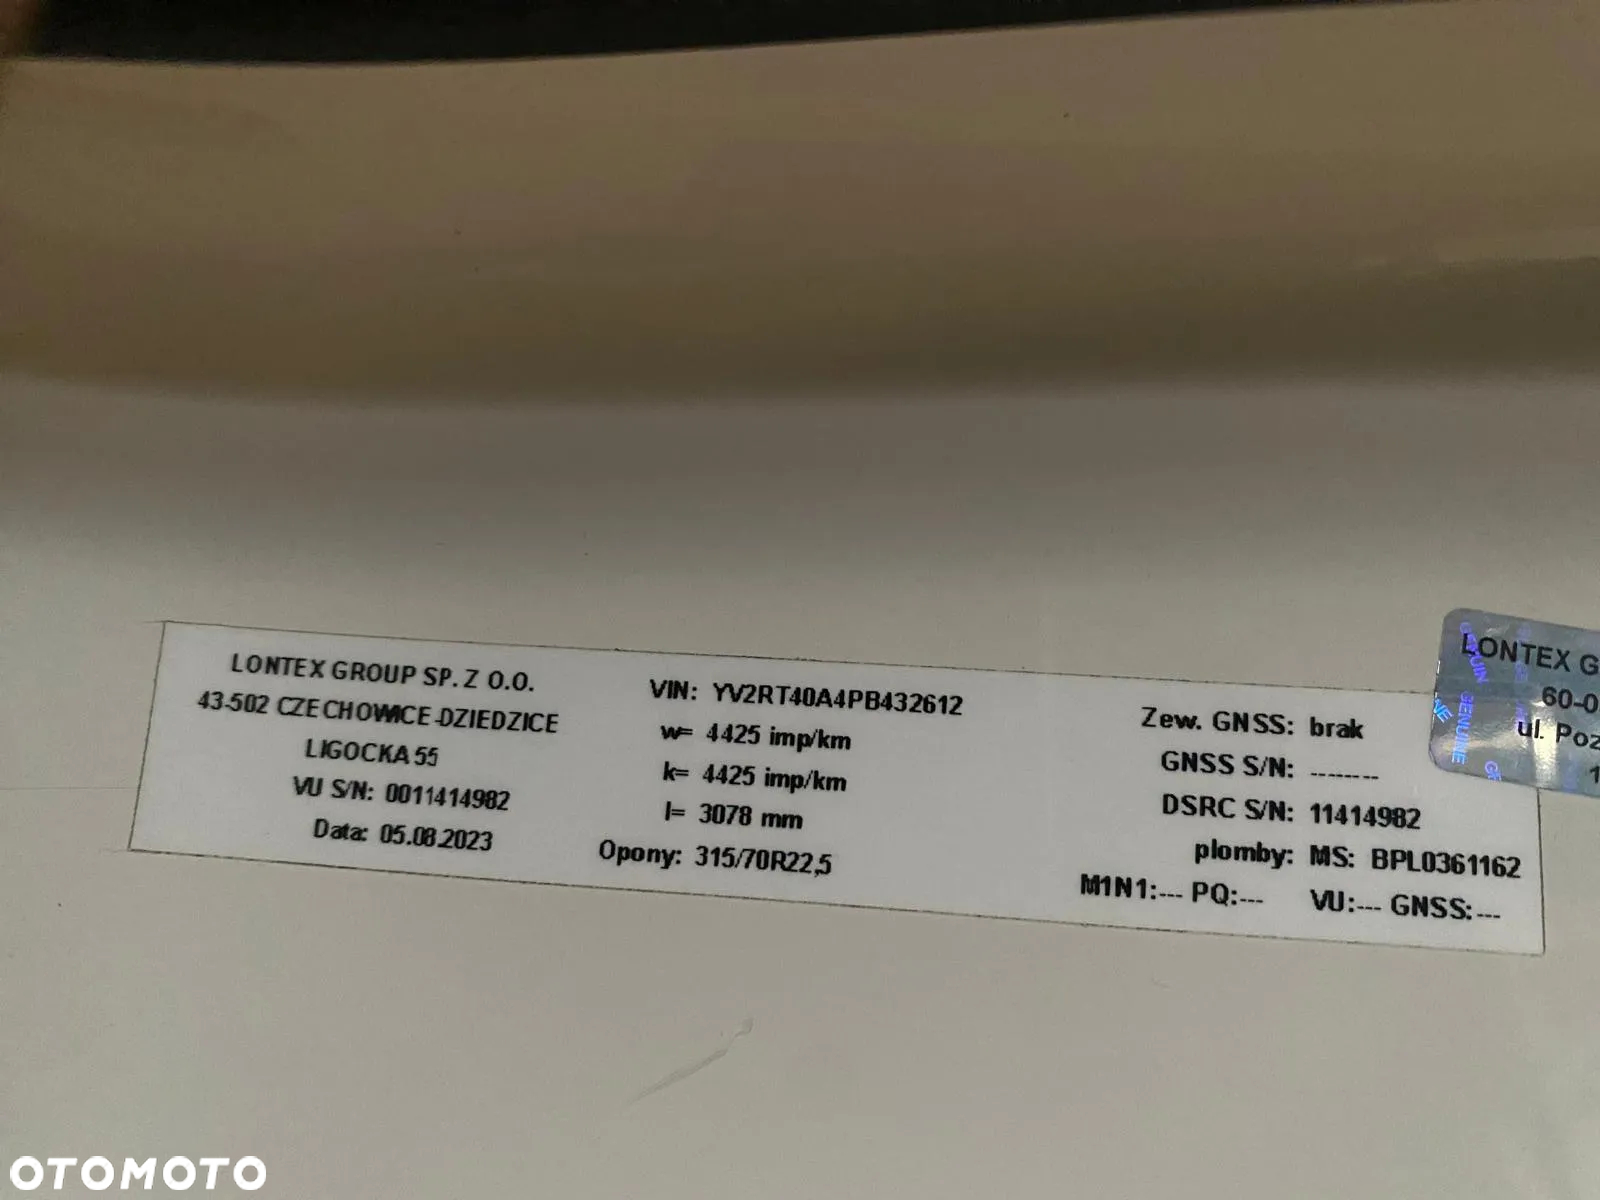 LONTEX GROUP SP. Z O.O.
43-502 CZECHOWICE-DZIEDZICE
LIGOCKA 55
VU S/N: 0011414982
Data: 05.08.2023
VIN: YV2RT40A4PB432612
w= 4425 imp/km
k= 4425 imp/km
l= 3078 mm
Opony: 315/70R22,5
Zew. GNSS: brak
GNSS S/N: --------
DSRC S/N: 11414982
plomby: MS: BPL0361162
M1N1:--- PQ:--- VU:--- GNSS:---
LONTEX G
60-0
ul. Poz
1
GENUINE
OTOMOTO